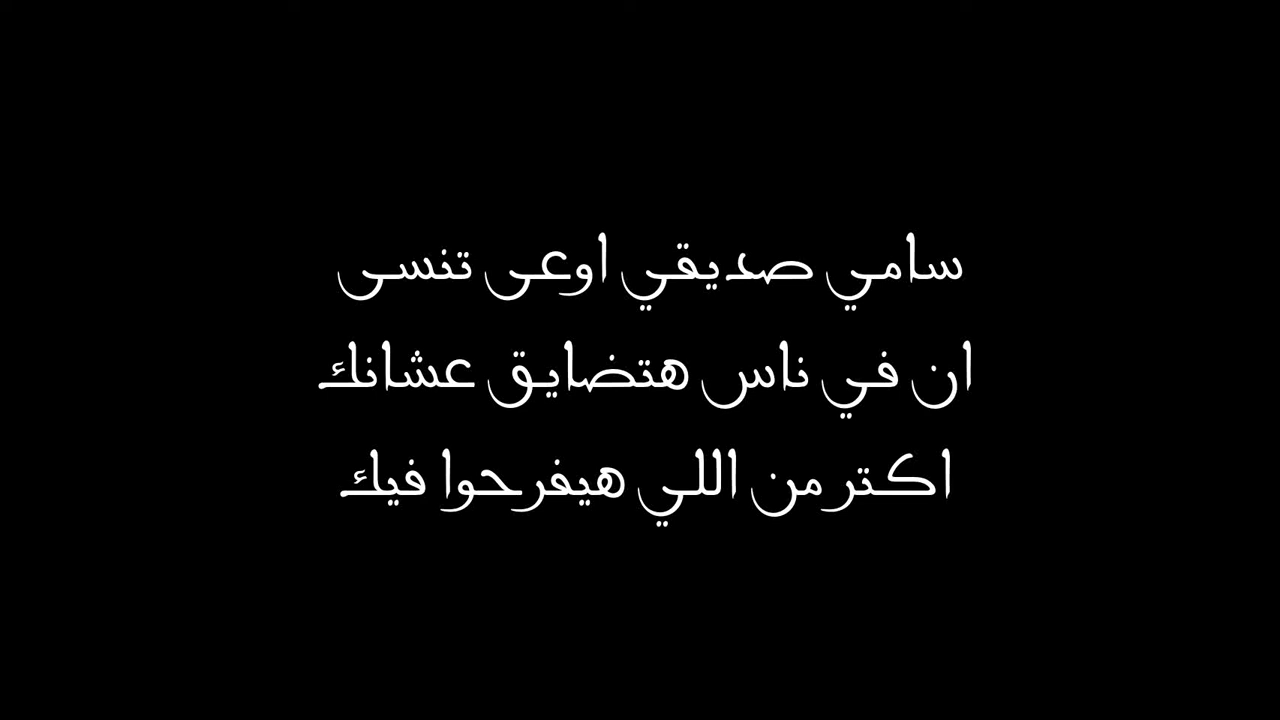 سامي صديقي اوعى تنسى
ان في ناس هتضايق عشانك
اكتر من اللي هيفرحوا فيك